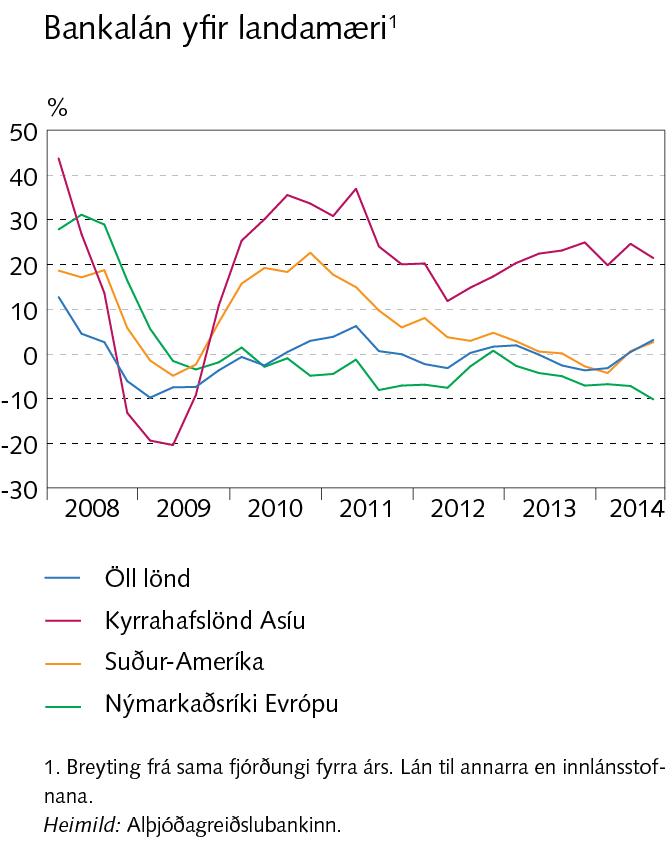 Bankalán yfir landamæri¹
%
50
40
30
20
10
0
-10
-20
-30
2008 2009 2010 2011 2012 2013 2014
Öll lönd
Kyrrahafslönd Asíu
Suður-Ameríka
Nýmarkaðsríki Evrópu
1. Breyting frá sama fjórðungi fyrra árs. Lán til annarra en innlánsstof-
nana.
Heimild: Alþjóðagreiðslubankinn.